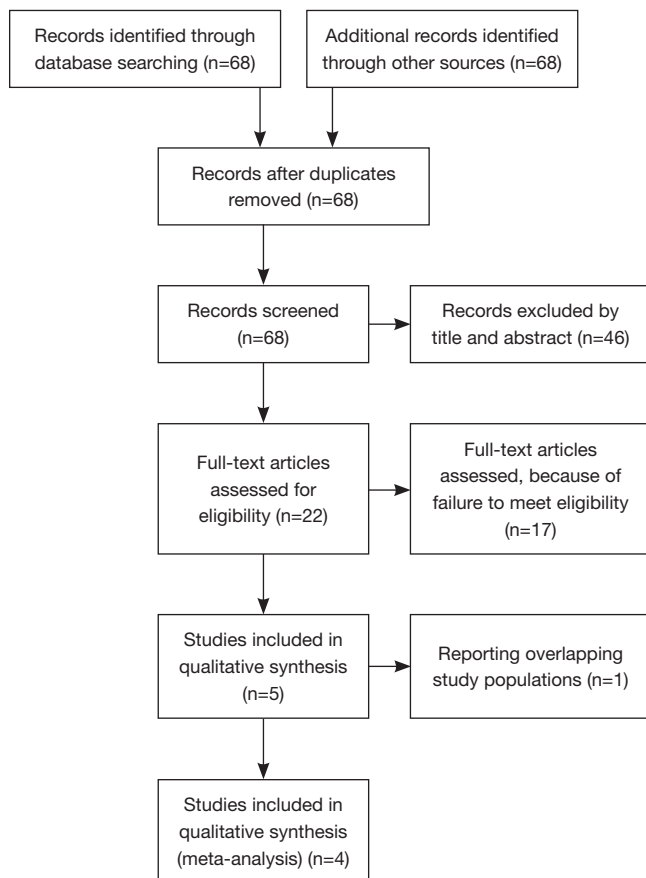 Records identified through
database searching (n=68)
Additional records identified
through other sources (n=68)
Records after duplicates
removed (n=68)
Records screened
(n=68)
Records excluded by
title and abstract (n=46)
Full-text articles
assessed for
eligibility (n=22)
Full-text articles
assessed, because of
failure to meet eligibility
(n=17)
Studies included in
qualitative synthesis
(n=5)
Reporting overlapping
study populations (n=1)
Studies included in
qualitative synthesis
(meta-analysis) (n=4)